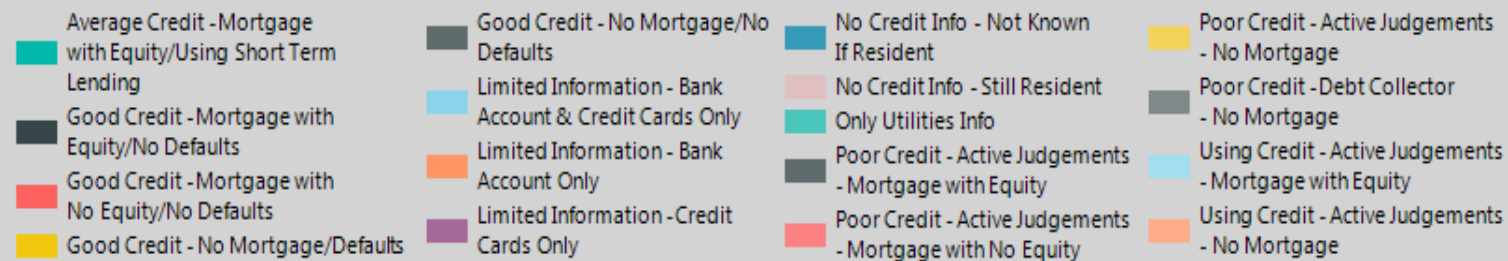 Average Credit - Mortgage
with Equity/Using Short Term
Lending
Good Credit - Mortgage with
Equity/No Defaults
Good Credit - Mortgage with
No Equity/No Defaults
Good Credit - No Mortgage/Defaults
Good Credit - No Mortgage/No
Defaults
Limited Information - Bank
Account & Credit Cards Only
Limited Information - Bank
Account Only
Limited Information - Credit
Cards Only
No Credit Info - Not Known
If Resident
No Credit Info - Still Resident
Only Utilities Info
Poor Credit - Active Judgements
- Mortgage with Equity
Poor Credit - Active Judgements
- Mortgage with No Equity
Poor Credit - Active Judgements
- No Mortgage
Poor Credit - Debt Collector
- No Mortgage
Using Credit - Active Judgements
- Mortgage with Equity
Using Credit - Active Judgements
- No Mortgage